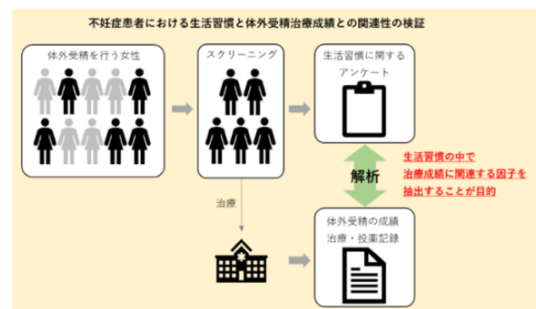 不妊症患者における生活習慣と体外受精治療成績との関連性の検証
体外受精を行う女性
スクリーニング
生活習慣に関する
アンケート
解析
生活習慣の中で
治療成績に関連する因子を
抽出することが目的
治療
体外受精の成績
治療・投薬記録